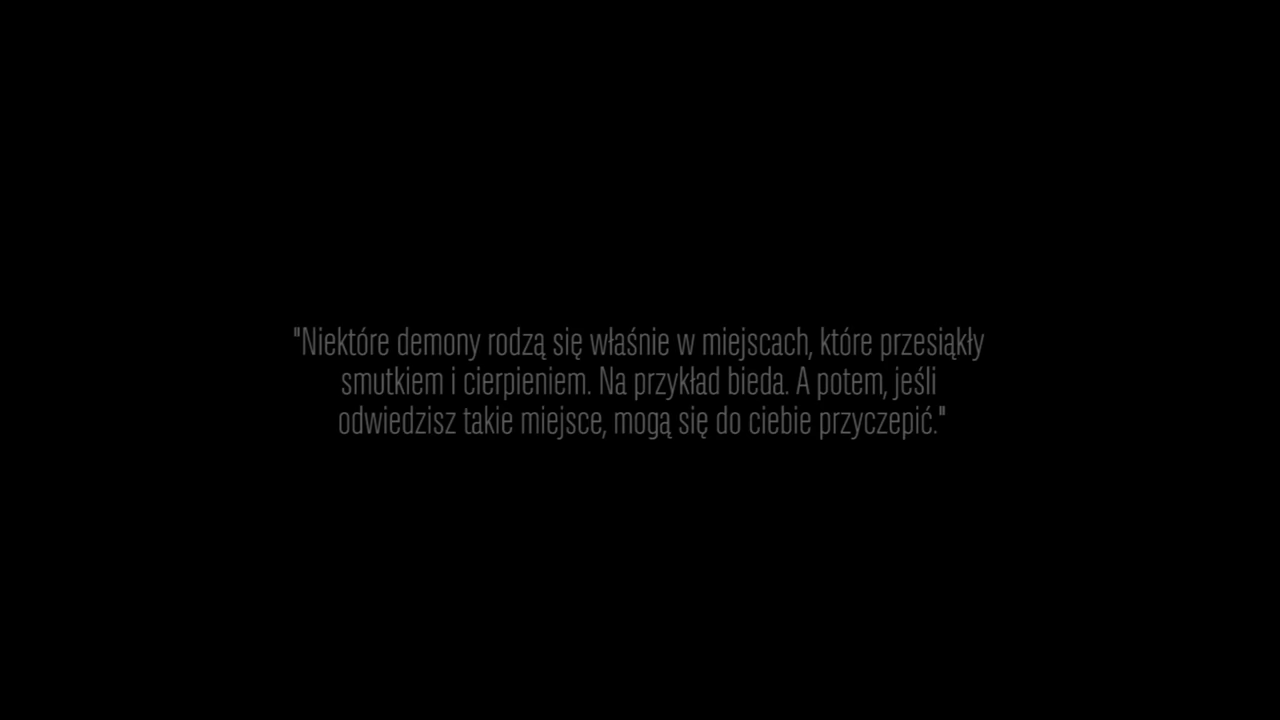 "Niektóre demony rodzą się właśnie w miejscach, które przesiąkły
smutkiem i cierpieniem. Na przykład bieda. A potem, jeśli
odwiedzisz takie miejsce, mogą się do ciebie przyczepić."